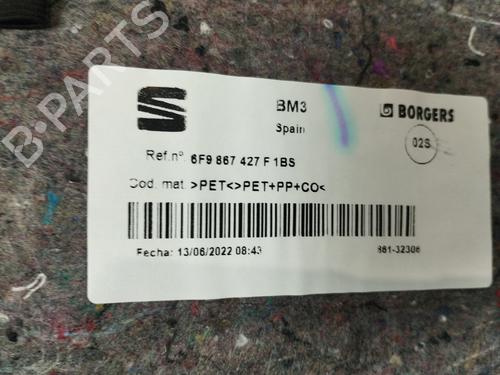 BM3
BORGERS
Spain
02S
Ref.nº 6F9 867 427 F 1BS
Cod. mat. >PET<>PET+PP+CO<
Fecha: 13/06/2022 08:43
861-32306
B-PARTS